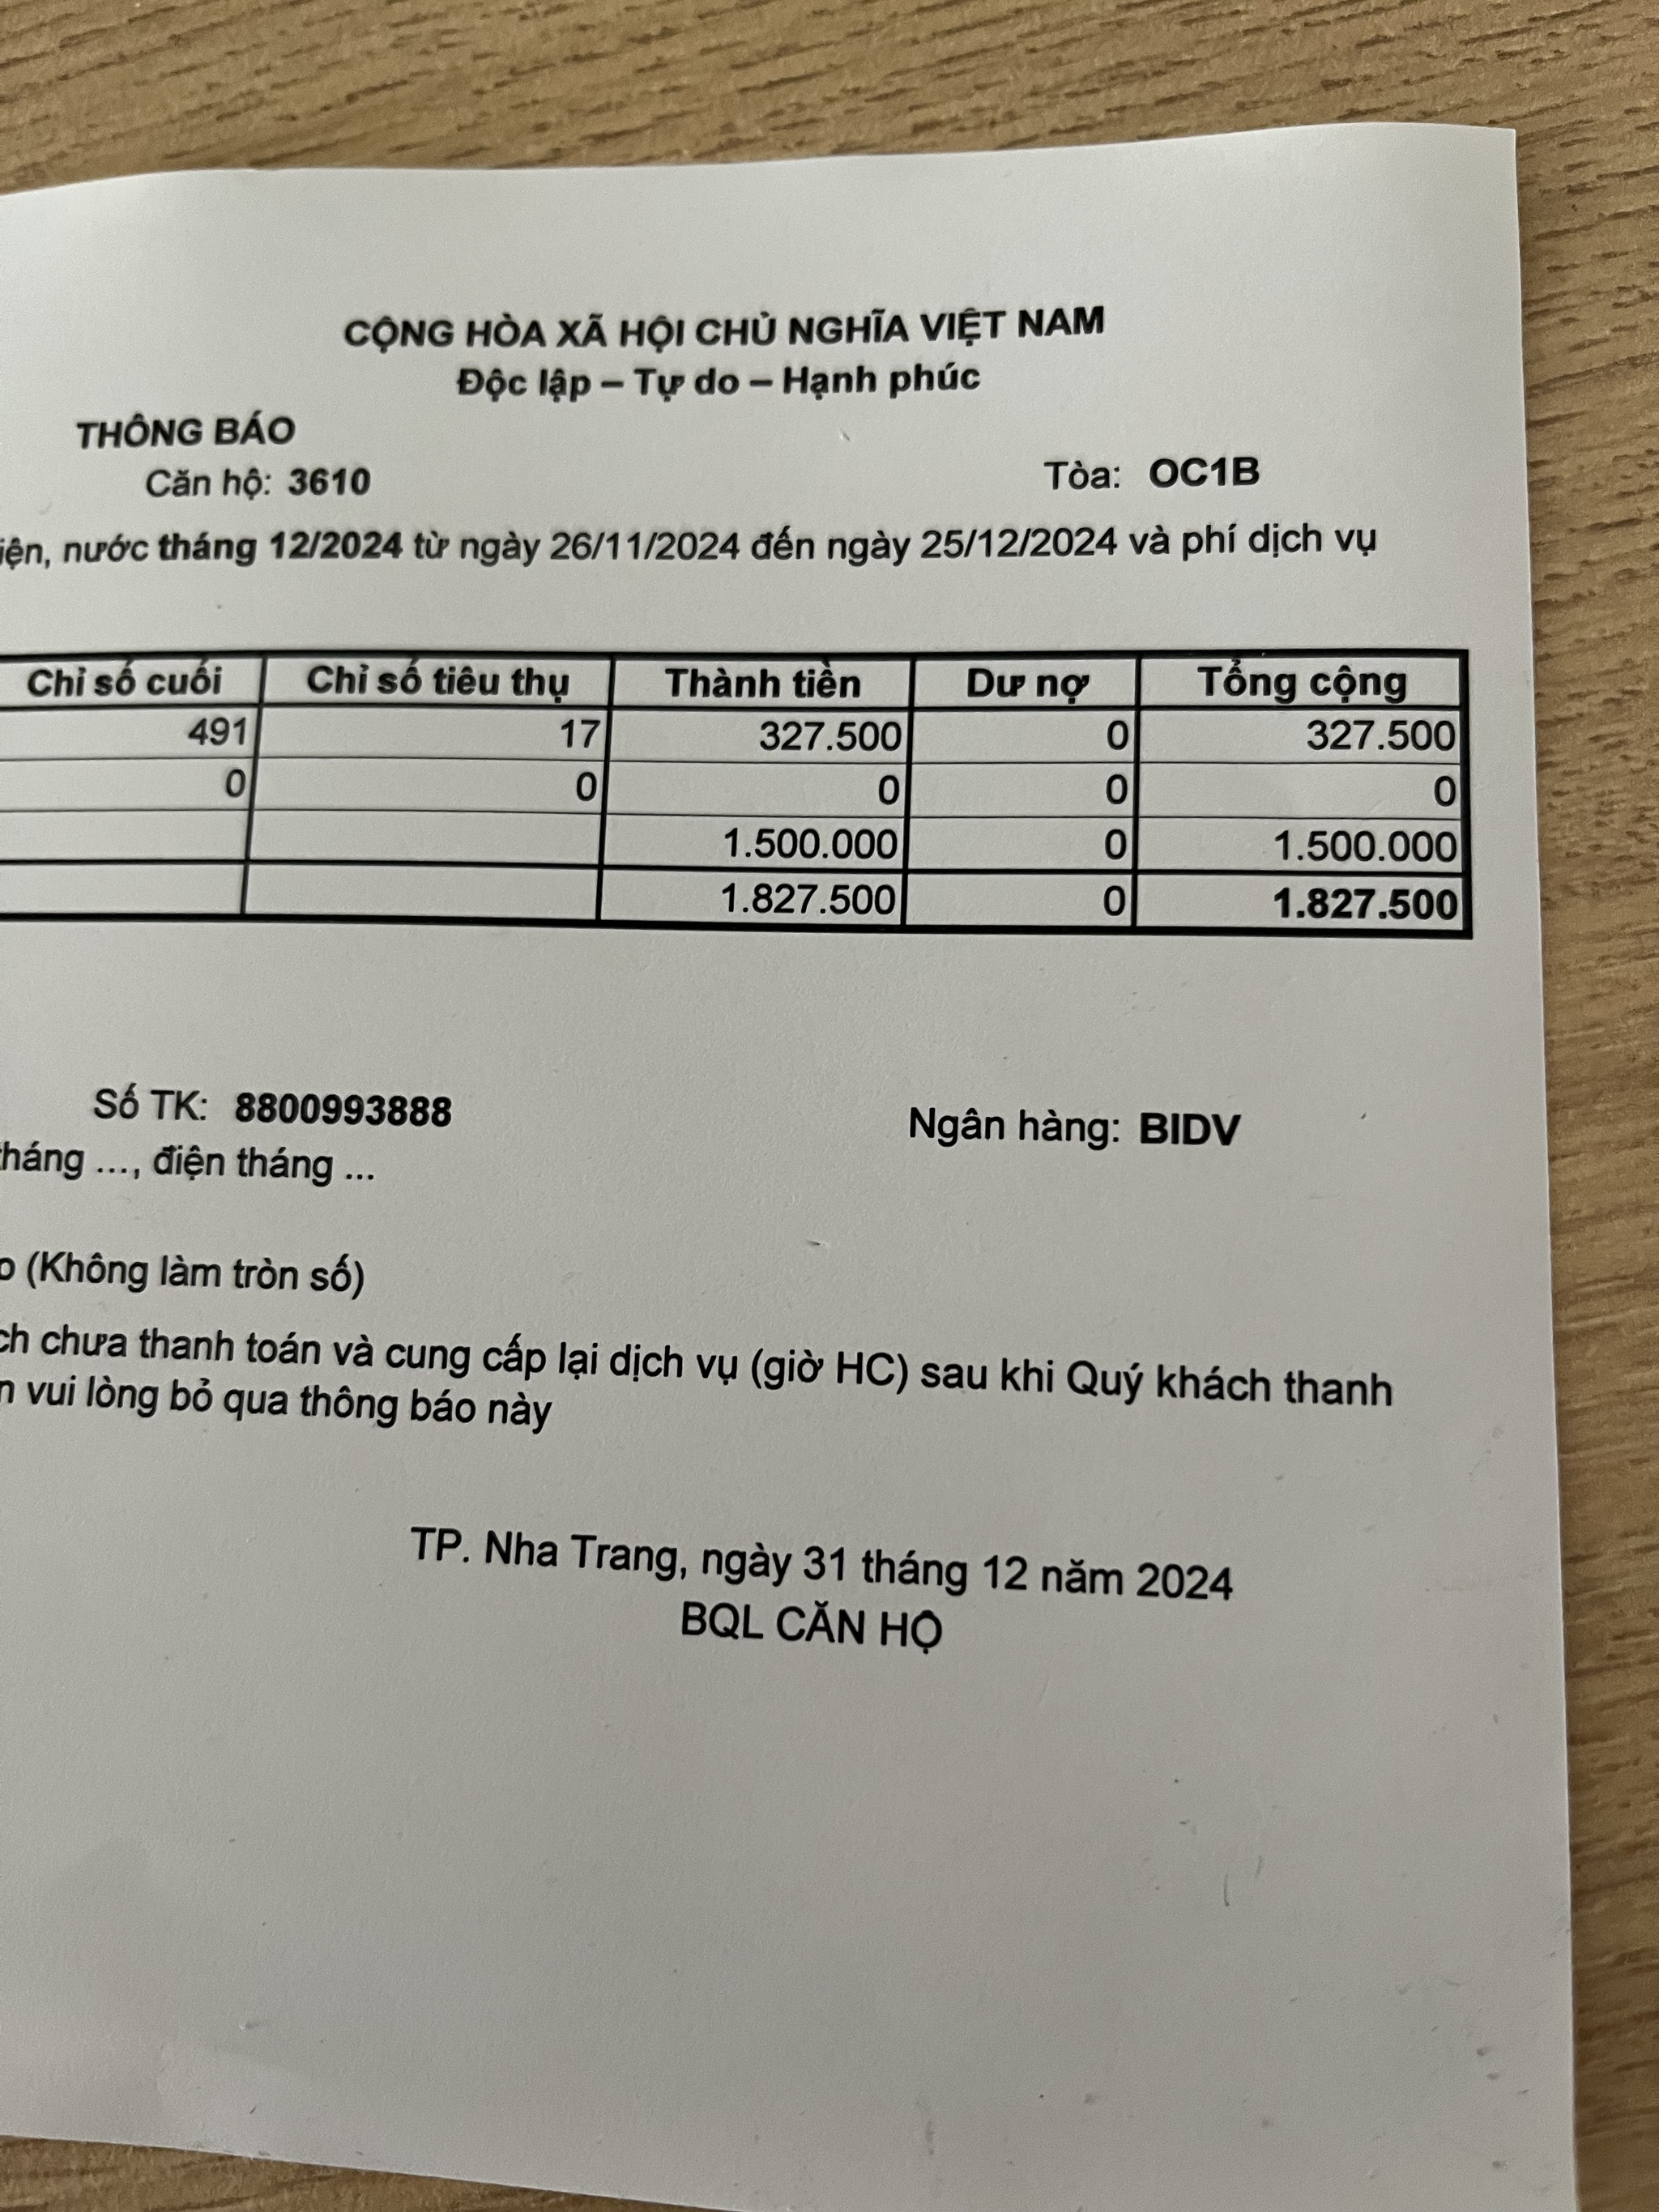 CỘNG HÒA XÃ HỘI CHỦ NGHĨA VIỆT NAM
Độc lập – Tự do – Hạnh phúc
THÔNG BÁO
Căn hộ: 3610 Tòa: OC1B
iện, nước tháng 12/2024 từ ngày 26/11/2024 đến ngày 25/12/2024 và phí dịch vụ
Chỉ số cuối Chỉ số tiêu thụ Thành tiền Dư nợ Tổng cộng
491 17 327.500 0 327.500
0 0 0 0 0
1.500.000 0 1.500.000
1.827.500 0 1.827.500
Số TK: 8800993888 Ngân hàng: BIDV
tháng ..., điện tháng ...
o (Không làm tròn số)
ch chưa thanh toán và cung cấp lại dịch vụ (giờ HC) sau khi Quý khách thanh
n vui lòng bỏ qua thông báo này
TP. Nha Trang, ngày 31 tháng 12 năm 2024
BQL CĂN HỘ